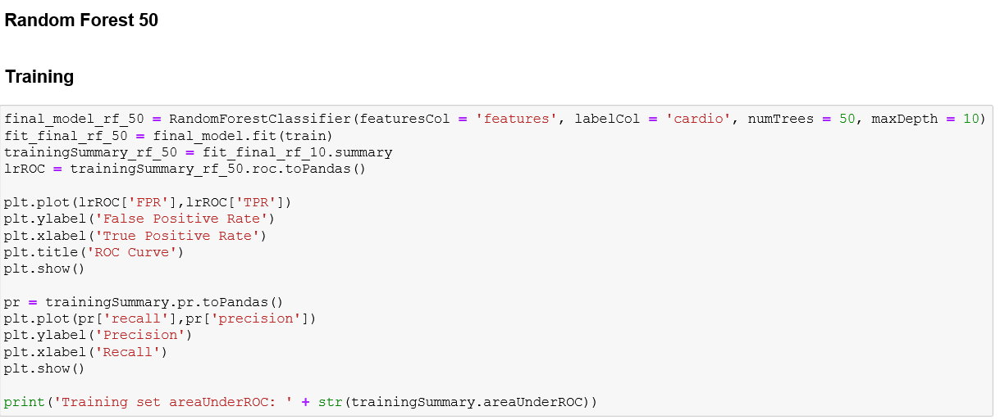 Random Forest 50
Training
final_model_rf_50 = RandomForestClassifier(featuresCol = 'features', labelCol = 'cardio', numTrees = 50, maxDepth = 10)
fit_final_rf_50 = final_model.fit(train)
trainingSummary_rf_50 = fit_final_rf_10.summary
lrROC = trainingSummary_rf_50.roc.toPandas()
plt.plot(lrROC['FPR'],lrROC['TPR'])
plt.ylabel('False Positive Rate')
plt.xlabel('True Positive Rate')
plt.title('ROC Curve')
plt.show()
pr = trainingSummary.pr.toPandas()
plt.plot(pr['recall'],pr['precision'])
plt.ylabel('Precision')
plt.xlabel('Recall')
plt.show()
print('Training set areaUnderROC: ' + str(trainingSummary.areaUnderROC))